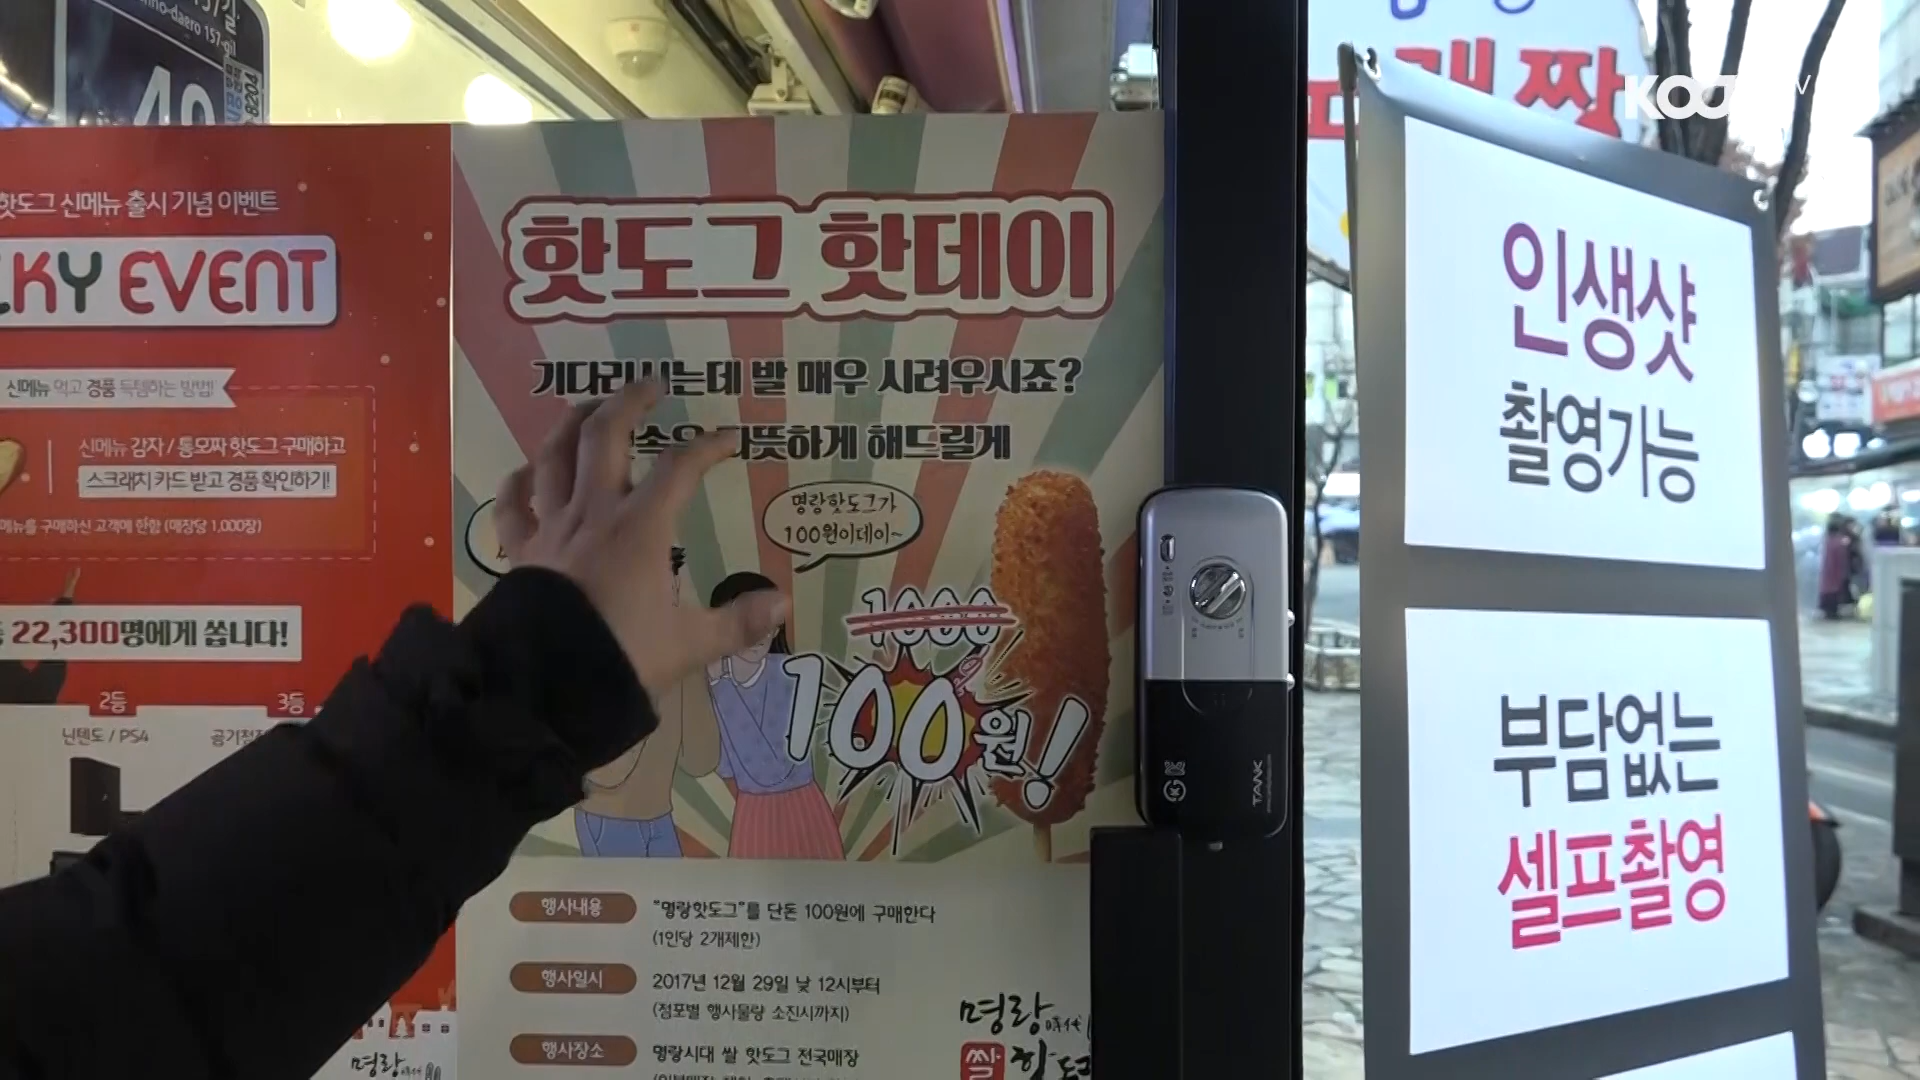 8204
핫도그 신메뉴 출시 기념 이벤트
KY EVENT
신메뉴 먹고 경품 득템하는 방법!
신메뉴 감자 / 통모짜 핫도그 구매하고
스크래치 카드 받고 경품 확인하기!
메뉴를 구매하신 고객에 한함 (매장당 1,000장)
22,300명에게 쏩니다!
2등
3등
닌텐도 / PS4
명랑
핫도그 핫데이
기다리시는데 발 매우 시려우시죠?
따뜻하게 해드릴게
명랑핫도그가
100원이데이~
1000
100원!
행사내용
"명랑핫도그"를 단돈 100원에 구매한다
(1인당 2개제한)
행사일시
2017년 12월 29일 낮 12시부터
(점포별 행사물량 소진시까지)
행사장소
명랑시대 쌀 핫도그 전국매장
명랑
쌀 핫도
TANK
짱
인생샷
촬영가능
부담없는
셀프촬영